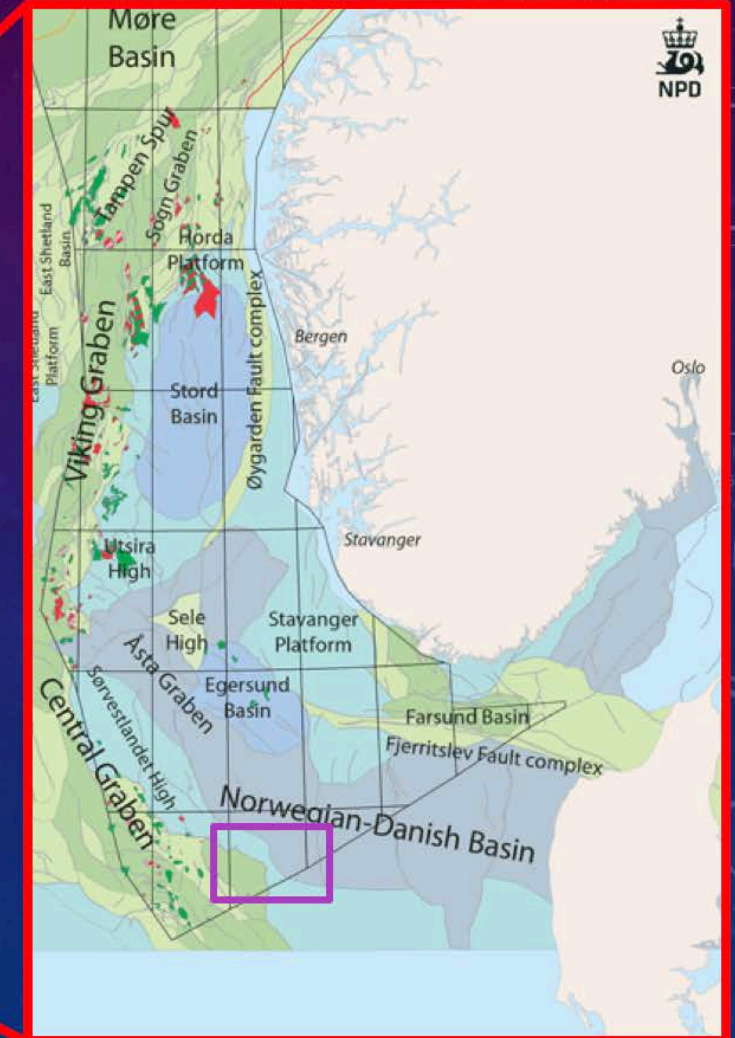 Møre
Basin
NPD
Tampen Spur
Sogn Graben
East Shetland
Basin
Horda
Platform
East Shetland
Platform
Viking Graben
Øygarden Fault complex
Bergen
Stord
Basin
Oslo
Utsira
High
Stavanger
Sele
High
Stavanger
Platform
Åsta Graben
Egersund
Basin
Sørvestlandet High
Central Graben
Farsund Basin
Fjerritslev Fault complex
Norwegian-Danish Basin